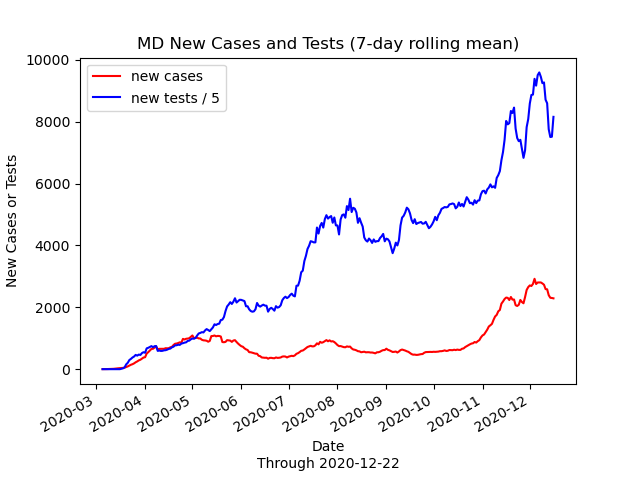 MD New Cases and Tests (7-day rolling mean)
new cases
new tests / 5
10000
8000
6000
4000
2000
0
New Cases or Tests
2020-03
2020-04
2020-05
2020-06
2020-07
2020-08
2020-09
2020-10
2020-11
2020-12
Date
Through 2020-12-22